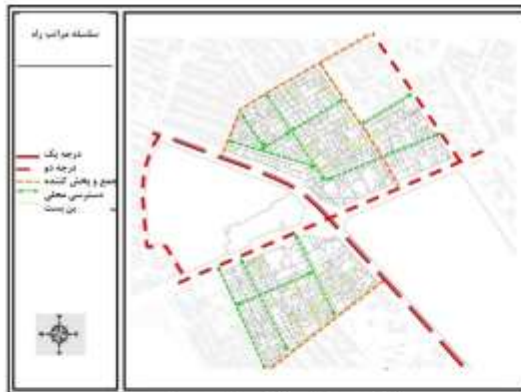 سلسله مراتب راه
درجه یک
درجه دو
جمع و پخش کننده
دسترسی محلی
بن بست